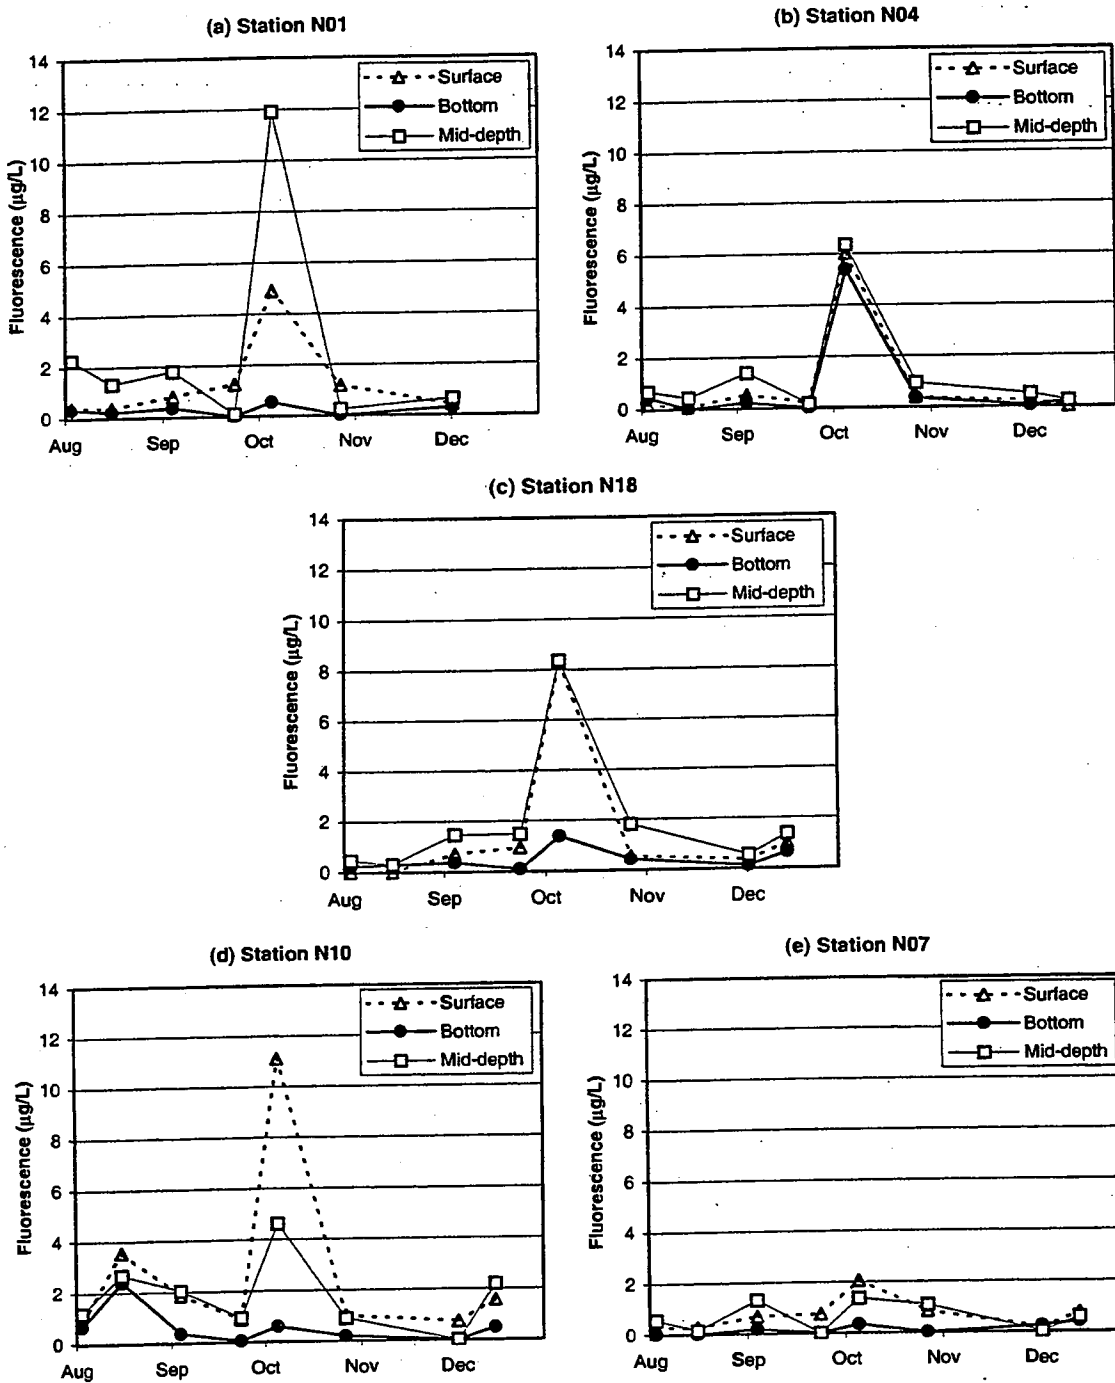 (a) Station N01
Fluorescence (µg/L)
14
12
10
8
6
4
2
0
Aug Sep Oct Nov Dec
Surface
Bottom
Mid-depth
(b) Station N04
Fluorescence (µg/L)
14
12
10
8
6
4
2
0
Aug Sep Oct Nov Dec
Surface
Bottom
Mid-depth
(c) Station N18
Fluorescence (µg/L)
14
12
10
8
6
4
2
0
Aug Sep Oct Nov Dec
Surface
Bottom
Mid-depth
(d) Station N10
Fluorescence (µg/L)
14
12
10
8
6
4
2
0
Aug Sep Oct Nov Dec
Surface
Bottom
Mid-depth
(e) Station N07
Fluorescence (µg/L)
14
12
10
8
6
4
2
0
Aug Sep Oct Nov Dec
Surface
Bottom
Mid-depth